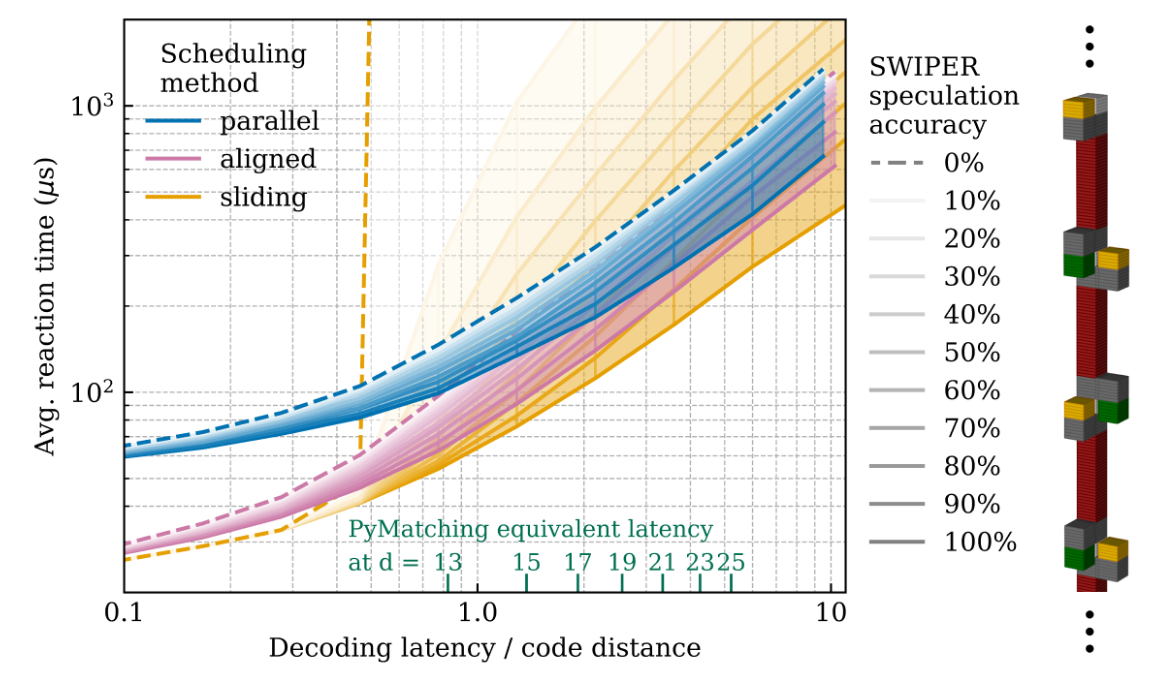 Scheduling
method
parallel
aligned
sliding
Avg. reaction time (μs)
10³
10²
PyMatching equivalent latency
at d = 13 15 17 19 21 23 25
0.1 1.0 10
Decoding latency / code distance
SWIPER
speculation
accuracy
0%
10%
20%
30%
40%
50%
60%
70%
80%
90%
100%